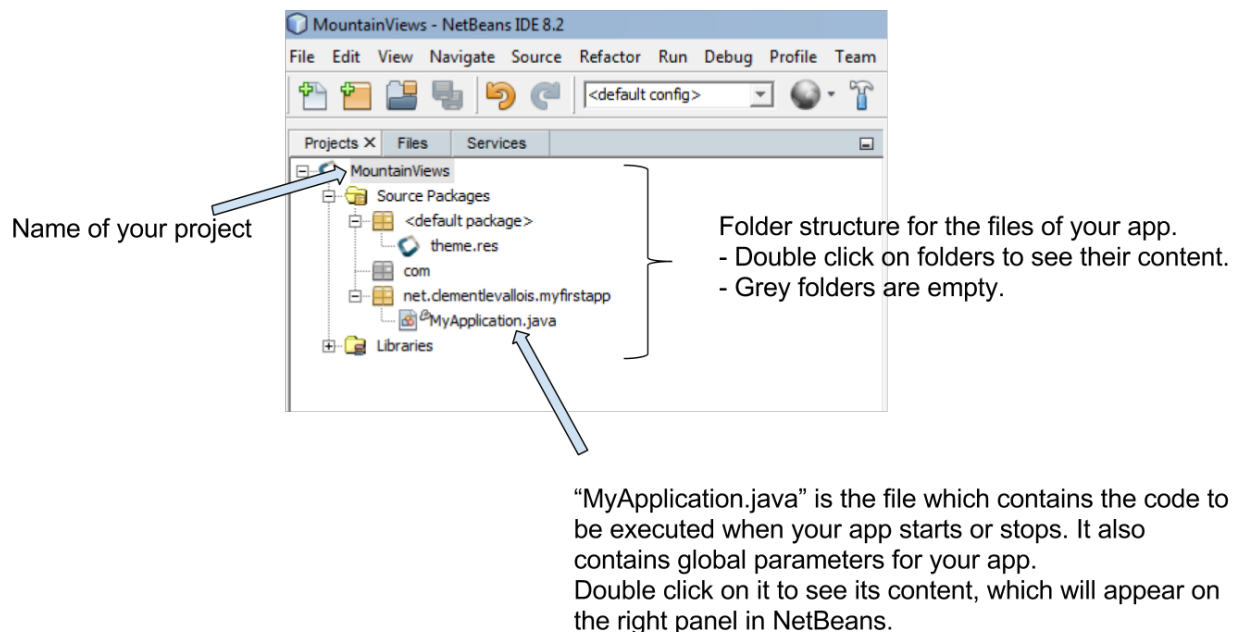 MountainViews - NetBeans IDE 8.2
File Edit View Navigate Source Refactor Run Debug Profile Team
<default config>
Projects X Files Services
MountainViews
Source Packages
<default package>
theme.res
com
net.clementlevallois.myfirstapp
MyApplication.java
Libraries
Name of your project
Folder structure for the files of your app.
- Double click on folders to see their content.
- Grey folders are empty.
“MyApplication.java” is the file which contains the code to
be executed when your app starts or stops. It also
contains global parameters for your app.
Double click on it to see its content, which will appear on
the right panel in NetBeans.